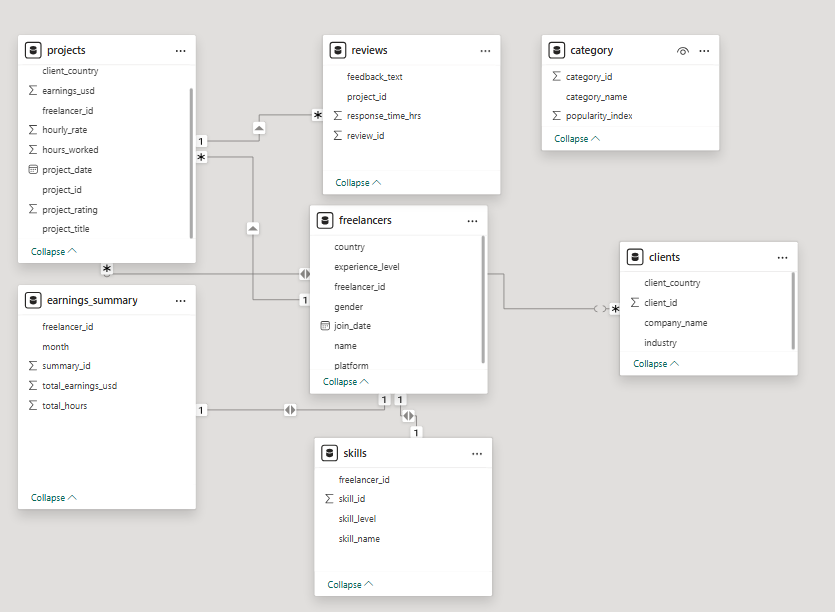 projects
client_country
earnings_usd
freelancer_id
hourly_rate
hours_worked
project_date
project_id
project_rating
project_title
Collapse
reviews
feedback_text
project_id
response_time_hrs
review_id
Collapse
category
category_id
category_name
popularity_index
Collapse
freelancers
country
experience_level
freelancer_id
gender
join_date
name
platform
Collapse
clients
client_country
client_id
company_name
industry
Collapse
earnings_summary
freelancer_id
month
summary_id
total_earnings_usd
total_hours
Collapse
skills
freelancer_id
skill_id
skill_level
skill_name
Collapse
1
*
*
1
*
*
1
1
1
1